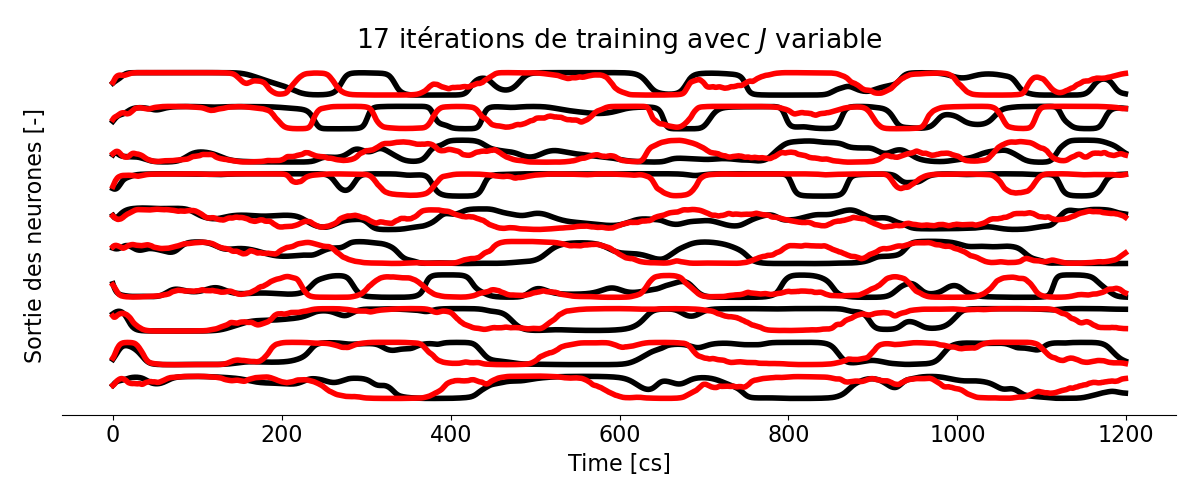 17 itérations de training avec J variable
Sortie des neurones [-]
0 200 400 600 800 1000 1200
Time [cs]